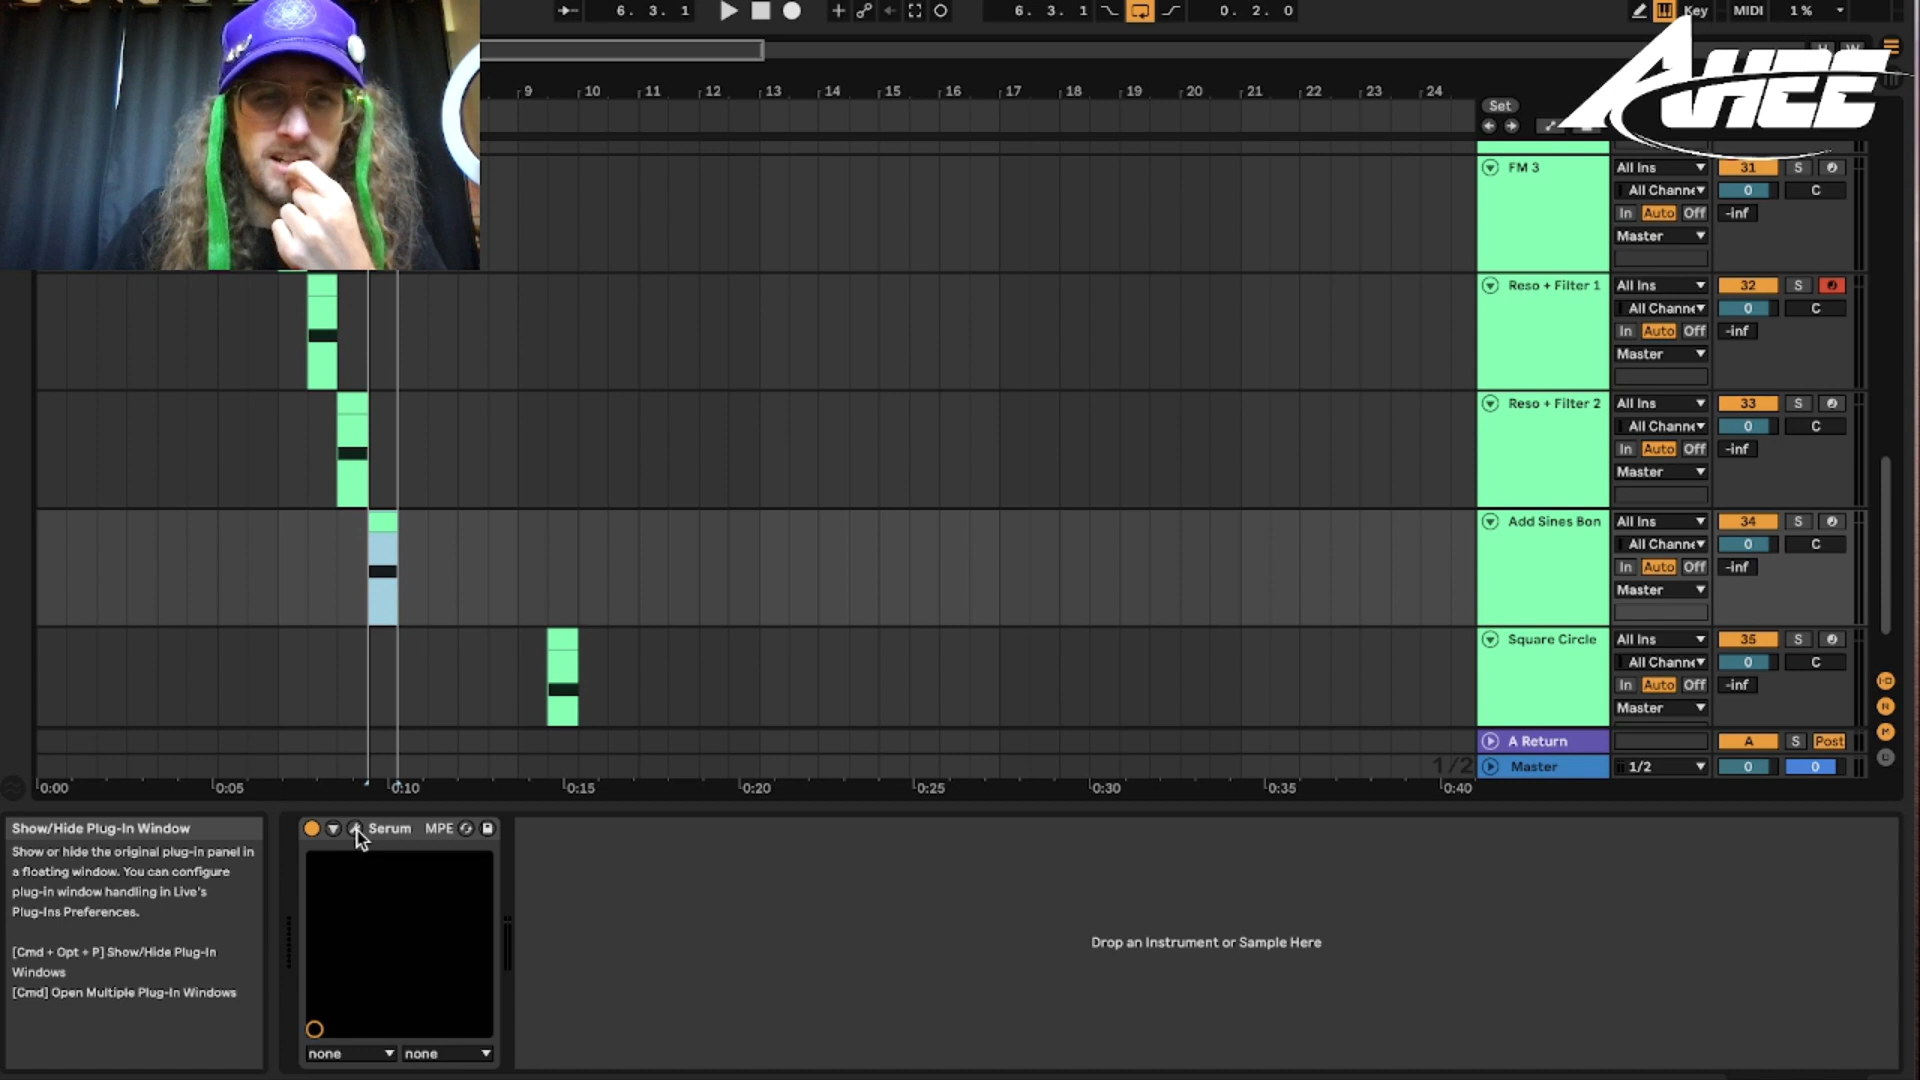 6. 3. 1
6. 3. 1
0. 2. 0
Key
MIDI
1 %
H
W
AHEE
9
10
11
12
13
14
15
16
17
18
19
20
21
22
23
24
Set
FM 3
All Ins
31
S
All Channe
0
C
In Auto Off
-inf
Master
Reso + Filter 1
All Ins
32
S
All Channe
0
C
In Auto Off
-inf
Master
Reso + Filter 2
All Ins
33
S
All Channe
0
C
In Auto Off
-inf
Master
Add Sines Bon
All Ins
34
S
All Channe
0
C
In Auto Off
-inf
Master
Square Circle
All Ins
35
S
All Channe
0
C
In Auto Off
-inf
Master
A Return
A
S
Post
1/2
Master
1/2
0
0
0:00
0:05
0:10
0:15
0:20
0:25
0:30
0:35
0:40
Show/Hide Plug-In Window
Show or hide the original plug-in panel in
a floating window. You can configure
plug-in window handling in Live's
Plug-Ins Preferences.
[Cmd + Opt + P] Show/Hide Plug-In
Windows
[Cmd] Open Multiple Plug-In Windows
Serum
MPE
none
none
Drop an Instrument or Sample Here